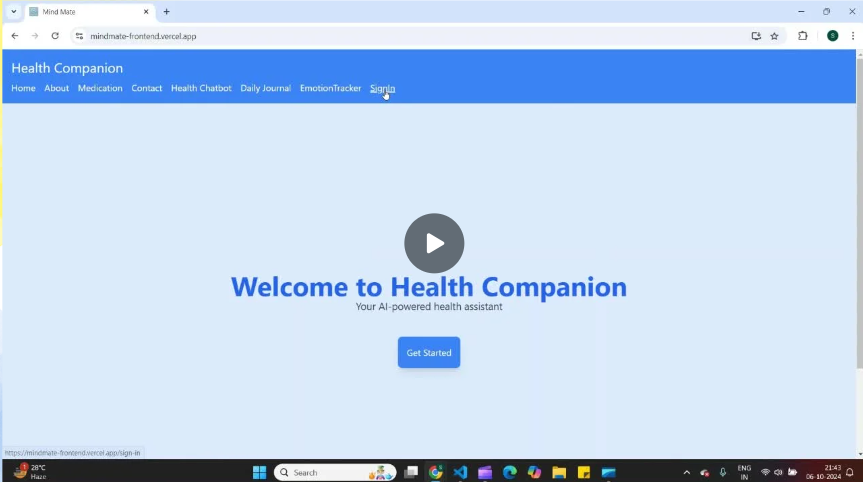 Mind Mate
mindmate-frontend.vercel.app
S
Health Companion
Home About Medication Contact Health Chatbot Daily Journal EmotionTracker SignIn
Welcome to Health Companion
Your AI-powered health assistant
Get Started
https://mindmate-frontend.vercel.app/sign-in
1
28°C
Haze
Search
ENG
IN
21:43
06-10-2024